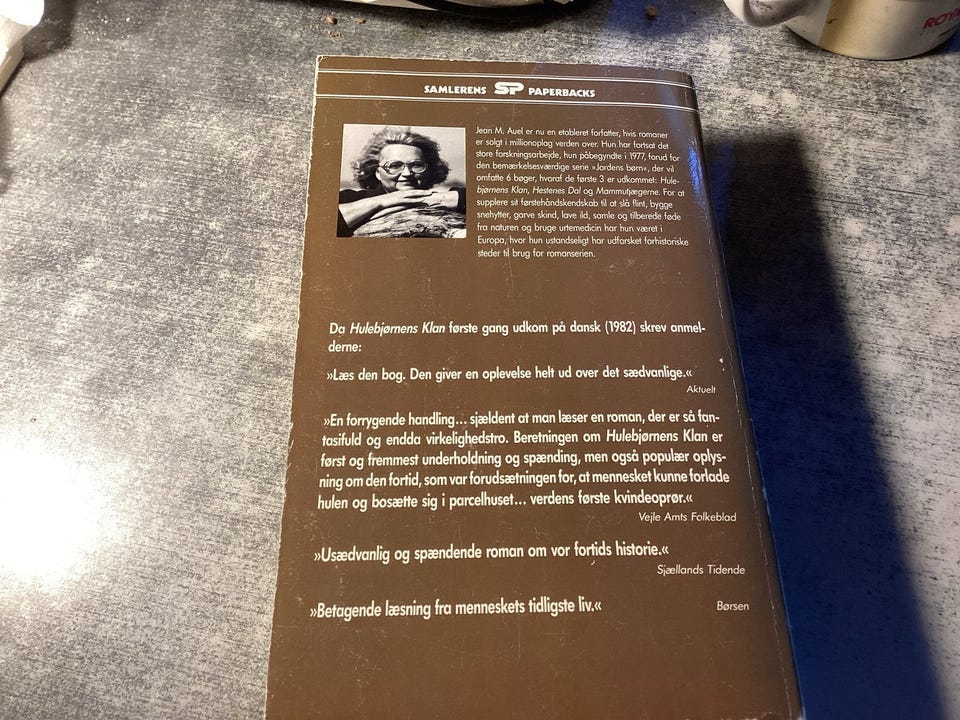 ROYA
SAMLERENS SP PAPERBACKS
Jean M. Auel er nu en etableret forfatter, hvis romaner
er solgt i millionoplag verden over. Hun har fortsat det
store forskningsarbejde, hun påbegyndte i 1977, forud for
den bemærkelsesværdige serie »Jordens børn«, der vil
omfatte 6 bøger, hvoraf de første 3 er udkommet: Hule-
bjørnens Klan, Hestenes Dal og Mammutjægerne. For at
supplere sit førstehåndskendskab til at slå flint, bygge
snehytter, garve skind, lave ild, samle og tilberede føde
fra naturen og bruge urtemedicin har hun været i
Europa, hvor hun ustandseligt har udforsket forhistoriske
steder til brug for romanserien.
Da Hulebjørnens Klan første gang udkom på dansk (1982) skrev anmel-
derne:
»Læs den bog. Den giver en oplevelse helt ud over det sædvanlige.«
Aktuelt
»En forrygende handling... sjældent at man læser en roman, der er så fan-
tasifuld og endda virkelighedstro. Beretningen om Hulebjørnens Klan er
først og fremmest underholdning og spænding, men også populær oplys-
ning om den fortid, som var forudsætningen for, at mennesket kunne forlade
hulen og bosætte sig i parcelhuset... verdens første kvindeoprør.«
Vejle Amts Folkeblad
»Usædvanlig og spændende roman om vor fortids historie.«
Sjællands Tidende
»Betagende læsning fra menneskets tidligste liv.« Børsen